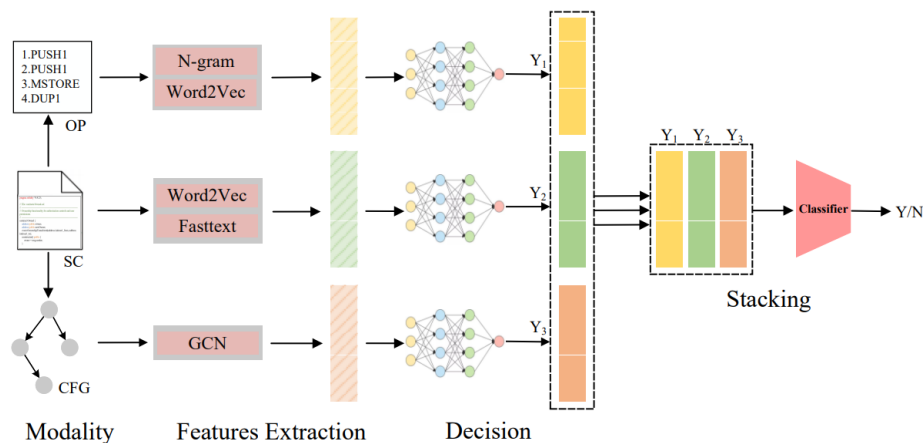 1.PUSH1
2.PUSH1
3.MSTORE
4.DUP1
OP
N-gram
Word2Vec
Y1
SC
Word2Vec
Fasttext
Y2
Y1 Y2 Y3
Classifier
Y/N
Stacking
CFG
GCN
Y3
Modality
Features Extraction
Decision